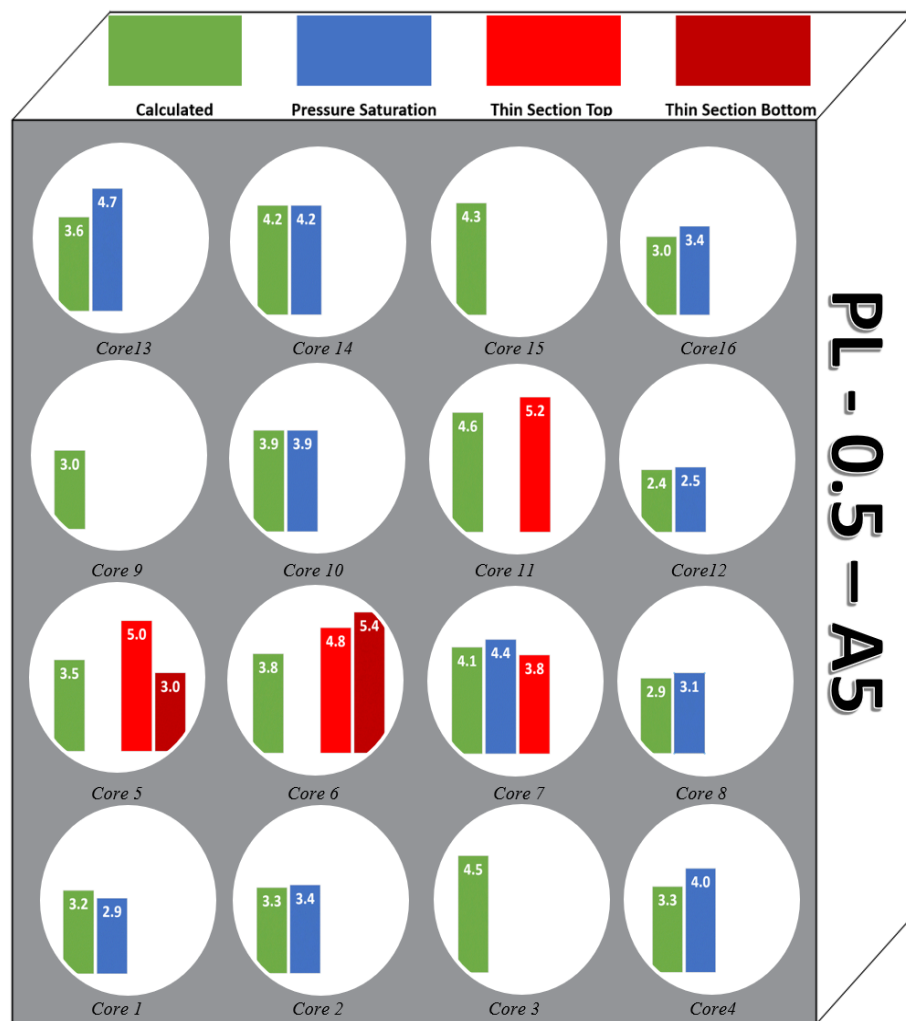 Calculated Pressure Saturation Thin Section Top Thin Section Bottom
3.6 4.7 4.2 4.2 4.3 3.0 3.4
Core13 Core 14 Core 15 Core16
3.0 3.9 3.9 4.6 5.2 2.4 2.5
Core 9 Core 10 Core 11 Core12
3.5 5.0 3.0 3.8 4.8 5.4 4.1 4.4 3.8 2.9 3.1
Core 5 Core 6 Core 7 Core 8
3.2 2.9 3.3 3.4 4.5 3.3 4.0
Core 1 Core 2 Core 3 Core4
PL - 0.5 – A5